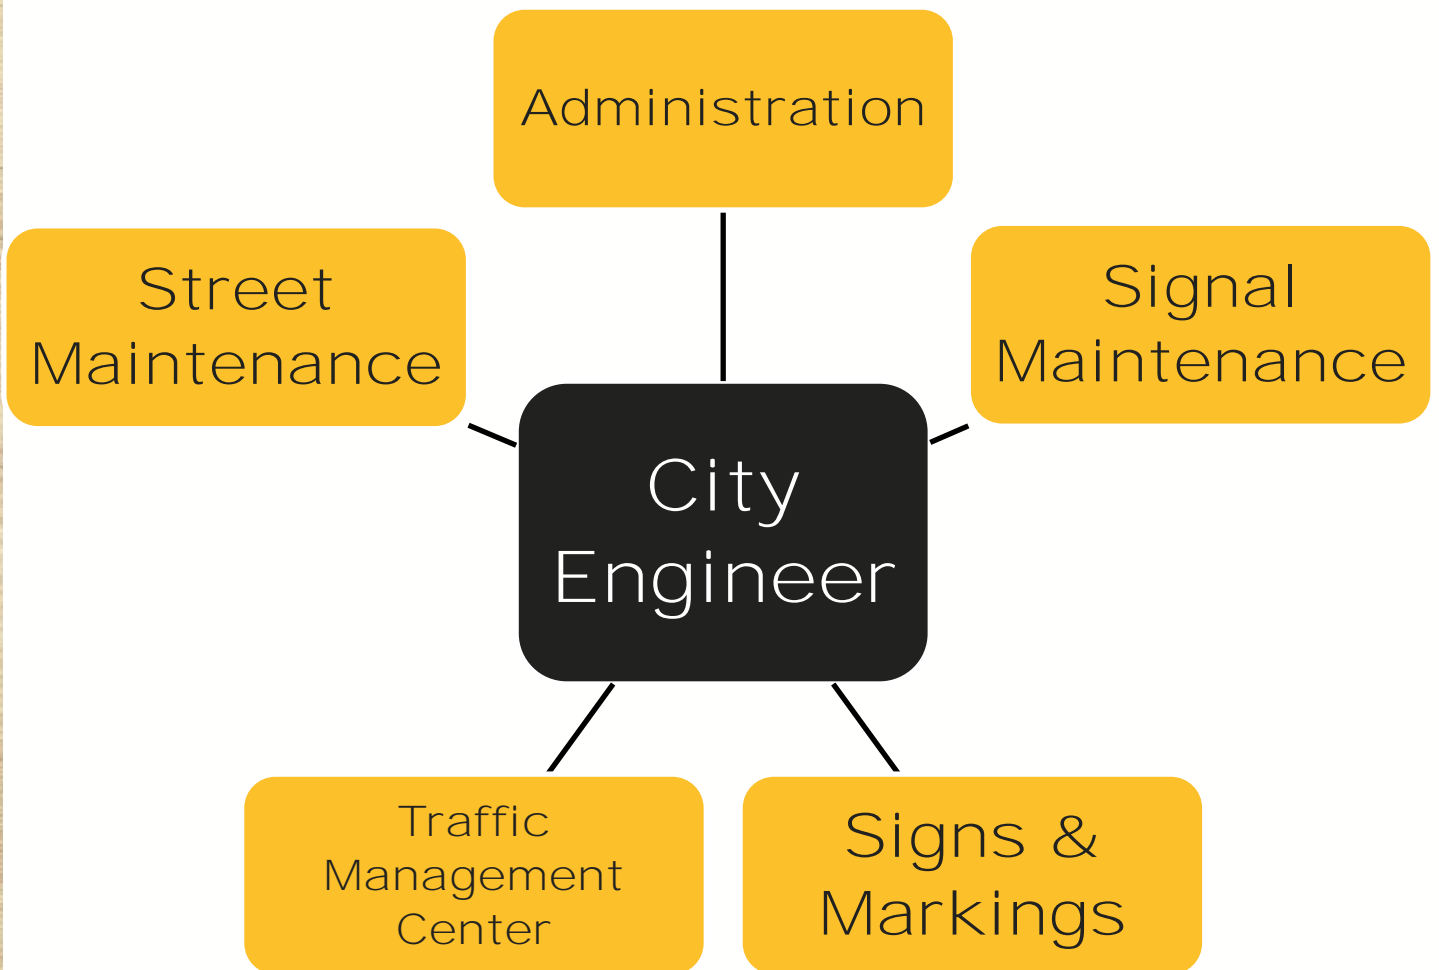 Administration
Street
Maintenance
Signal
Maintenance
City
Engineer
Traffic
Management
Center
Signs &
Markings